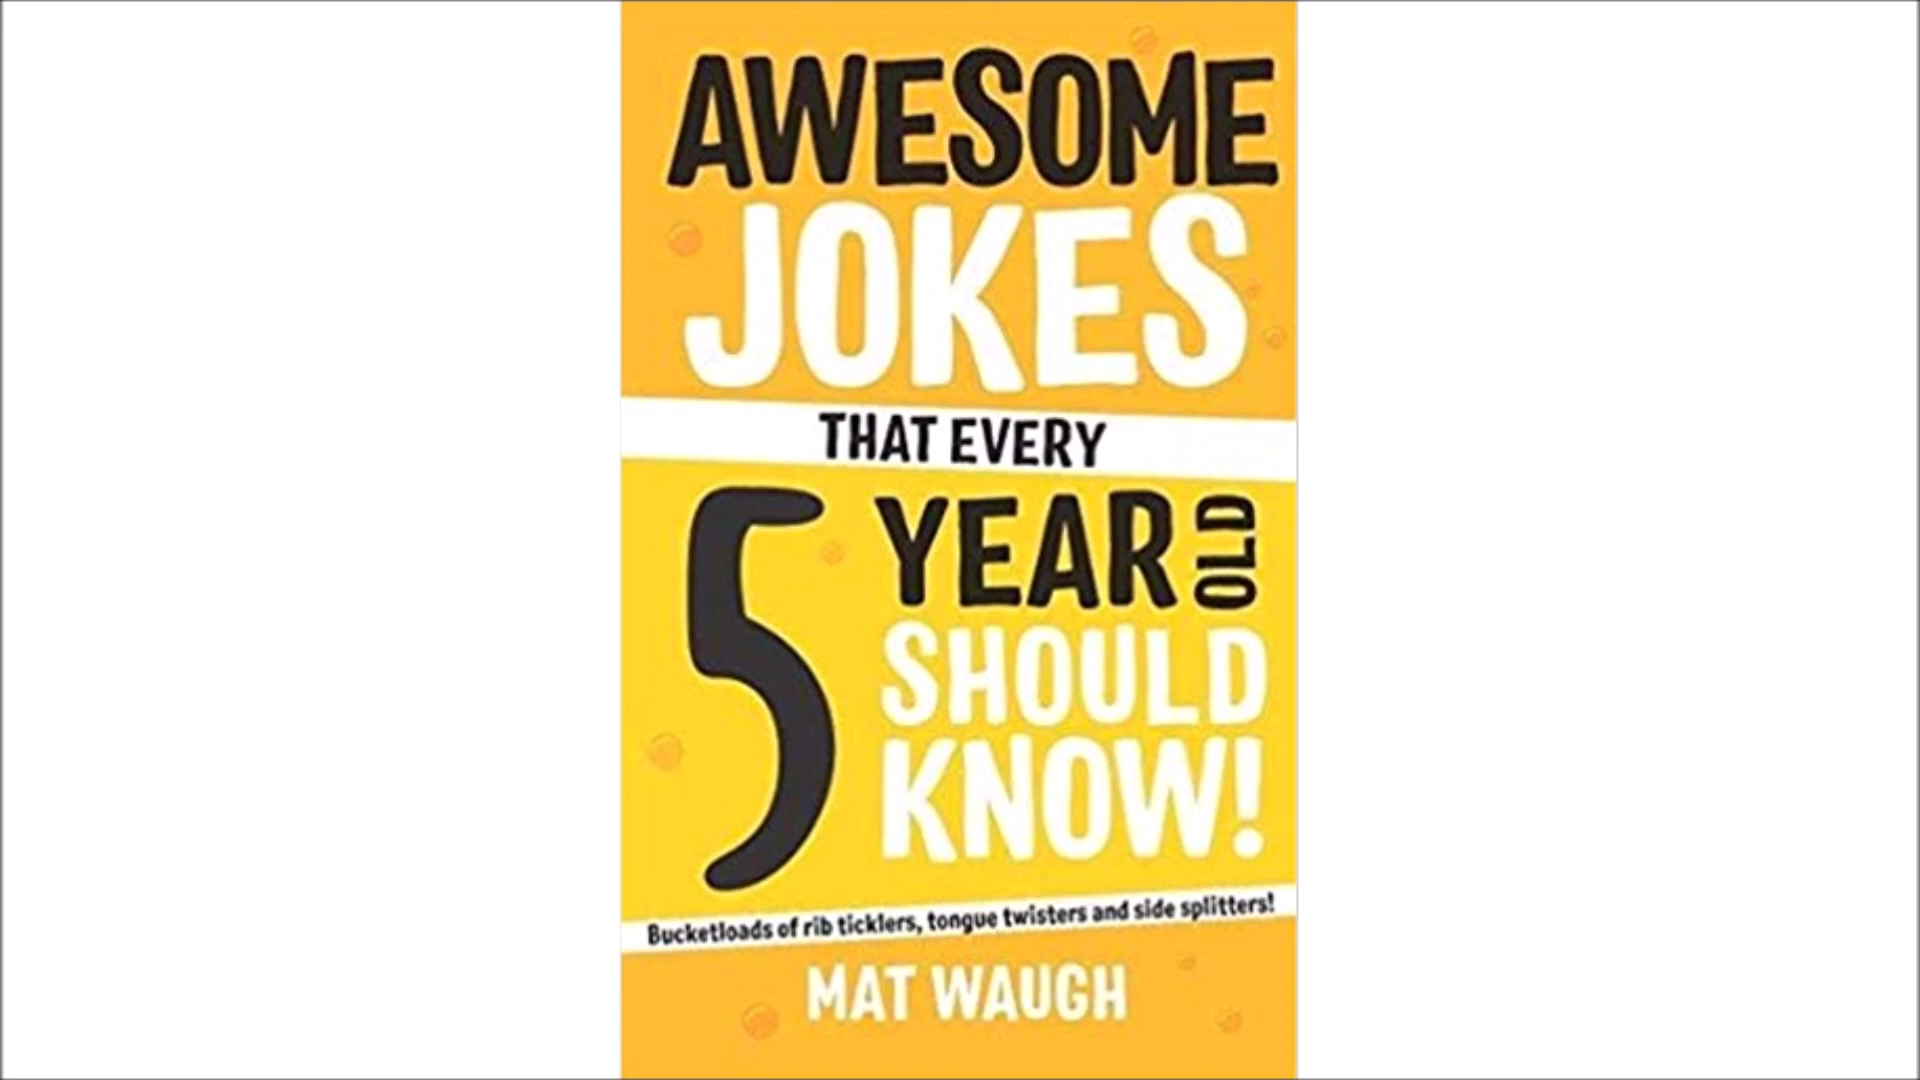 AWESOME
JOKES
THAT EVERY
5 YEAR OLD
SHOULD
KNOW!
Bucketloads of rib ticklers, tongue twisters and side splitters!
MAT WAUGH